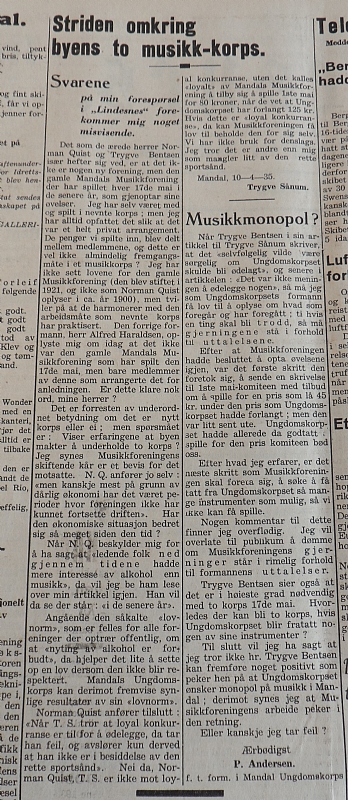 Striden omkring
byens to musikk-korps.
Svarene
på min forespørsel
i „Lindesnes" fore-
kommer mig noget
misvisende.
Det som de ærede herrer Nor-
man Quist og Trygve Bentsen
især hefter sig ved, er at det ik-
ke er nogen ny forening, men den
gamle Mandals Musikkforening
der har spillet hver 17de mai i
de senere år, som gjenopfar sine
øvelser. Jeg har selv været med
og spilt i nevnte korps; men jeg
har alltid opfattet det slik at det
var et helt privat arrangement.
De penger vi spilte inn, blev delt
mellem medlemmene, og dette er
vel ikke almindelig fremgangs-
måte i et musikkorps? Jeg har
ikke sett lovene for den gamle
Musikkforening (den blev stiftet i
1921, og ikke som Norman Quist
oplyser i ca. år 1900), men tvi-
ler på at de harmonerer med den
arbeidsmåte som nevnte korps
har praktisert. Den forrige for-
mann, herr Alfred Haraldsen, op-
lyste mig om idag at det ikke
var den gamle Mandals Mu-
sikkforening som har spilt den
17de mai, men bare medlemmer
av denne som arrangerte det for
anledningen. Er dette klare nok
ord, mine herrer?
Det er forresten av underord-
net betydning om det er nytt
korps eller ei; men spørsmålet
er: Viser erfaringene at byen
makter å underholde to korps?
Jeg synes Musikkforeningens
skiftende kår er et bevis for det
motsatte. N. Q. anfører jo selv:
«men kanskje mest på grunn av
dårlig økonomi har det været pe-
rioder hvor foreningen ikke har
kunnet fortsette driften». Har
den økonomiske situasjon bedret
sig så meget siden den tid?
Når N. Q. beskylder mig for
å ha sagt at «ledende folk ned
gjennem tidene hadde
mere interesse av alkohol enn
musikk», da vil jeg be ham lese
over min artikkel igjen. Han vil
da se der står: «i de senere år».
Angående den såkalte «lov-
norm», som er felles for alle for-
eninger der optrær offentlig, om
at «nyting av alkohol er for-
budt», da hjelper det lite å sette
op en lov dersom den ikke blir re-
spektert. Mandals Ungdoms-
korps kan derimot fremvise syn-
lige resultater av sin «lovnorm».
Norman Quist anfører tilslutt:
«Når T. S. tror at loyal konkur-
ranse er til for å ødelegge, da tar
han feil, og avslører kun derved
at han ikke er i besiddelse av den
rette sportsånd». Nei da, Nor-
man Quist, T. S. er ikke mot loy-
al konkurranse, uten det kalles
«loyalt» av Mandals Musikkfor-
ening å tilby sig å spille 1ste mai
for 80 kroner, når de vet at Ung-
domskorpset har forlangt 125 kr.
Hvis dette er «loyal konkurran-
se», da kan Musikkforeningen få
lov til beholde den for sig selv.
Vi har ikke bruk for denslags.
Jeg tror det er andre enn mig
som mangler litt av den rette
sportsånd.
Mandal, 10—4—35.
Trygve Sånum.
Musikkmonopol?
Når Trygve Bentsen i sin ar-
tikkel til Trygve Sånum skriver,
at det «selvfølgelig vilde være
sørgelig om Ungdomskorpset
skulde bli ødelagt», og senere i
artikkelen «Det var ikke menin-
gen å ødelegge nogen», så må jeg
som Ungdomskorpsets formann
få lov til å oplyse om hvad som
foregår og har foregått; ti hvis
en ting skal bli trodd, så må
gjerningene stå i forhold
til uttalelsene.
Efter at Musikkforeningen
hadde besluttet å opta øvelsene
igjen, var det første skritt den
foretok sig, å sende en skrivelse
til 1ste mai-komiteen med tilbud
om å spille for en pris som lå 45
kr. under den pris som Ungdoms-
korpset hadde forlangt; men den
var litt sent ute. Ungdomskorp-
set hadde allerede da godtatt å
spille for den pris komiteen bød
oss.
Efter hvad jeg erfarer, er det
næste skritt som Musikkforenin-
gen skal foreta sig, å søke å få
tatt fra Ungdomskorpset så man-
ge instrumenter som mulig, så vi
ikke kan få spille.
Nogen kommentar til dette
finner jeg overflødig. Jeg vil
overlate til publikum å dømme
om Musikkforeningens gjer-
ninger står i rimelig forhold
til formannens uttalelser.
Trygve Bentsen sier også at
det er i høieste grad nødvendig
med to korps 17de mai. Hvor-
ledes der kan bli to korps, hvis
Ungdomskorpset blir fratatt no-
gen av sine instrumenter?
Til slutt vil jeg ha sagt at
jeg tror ikke hr. Trygve Bentsen
kan fremføre noget positivt som
peker hen på at Ungdomskorpset
ønsker monopol på musikk i Man-
dal; derimot synes jeg at Mu-
sikkforeningens arbeide peker i
den retning.
Eller kanskje jeg tar feil?
Ærbødigst
P. Andersen.
f. t. form. i Mandal Ungdomskorps